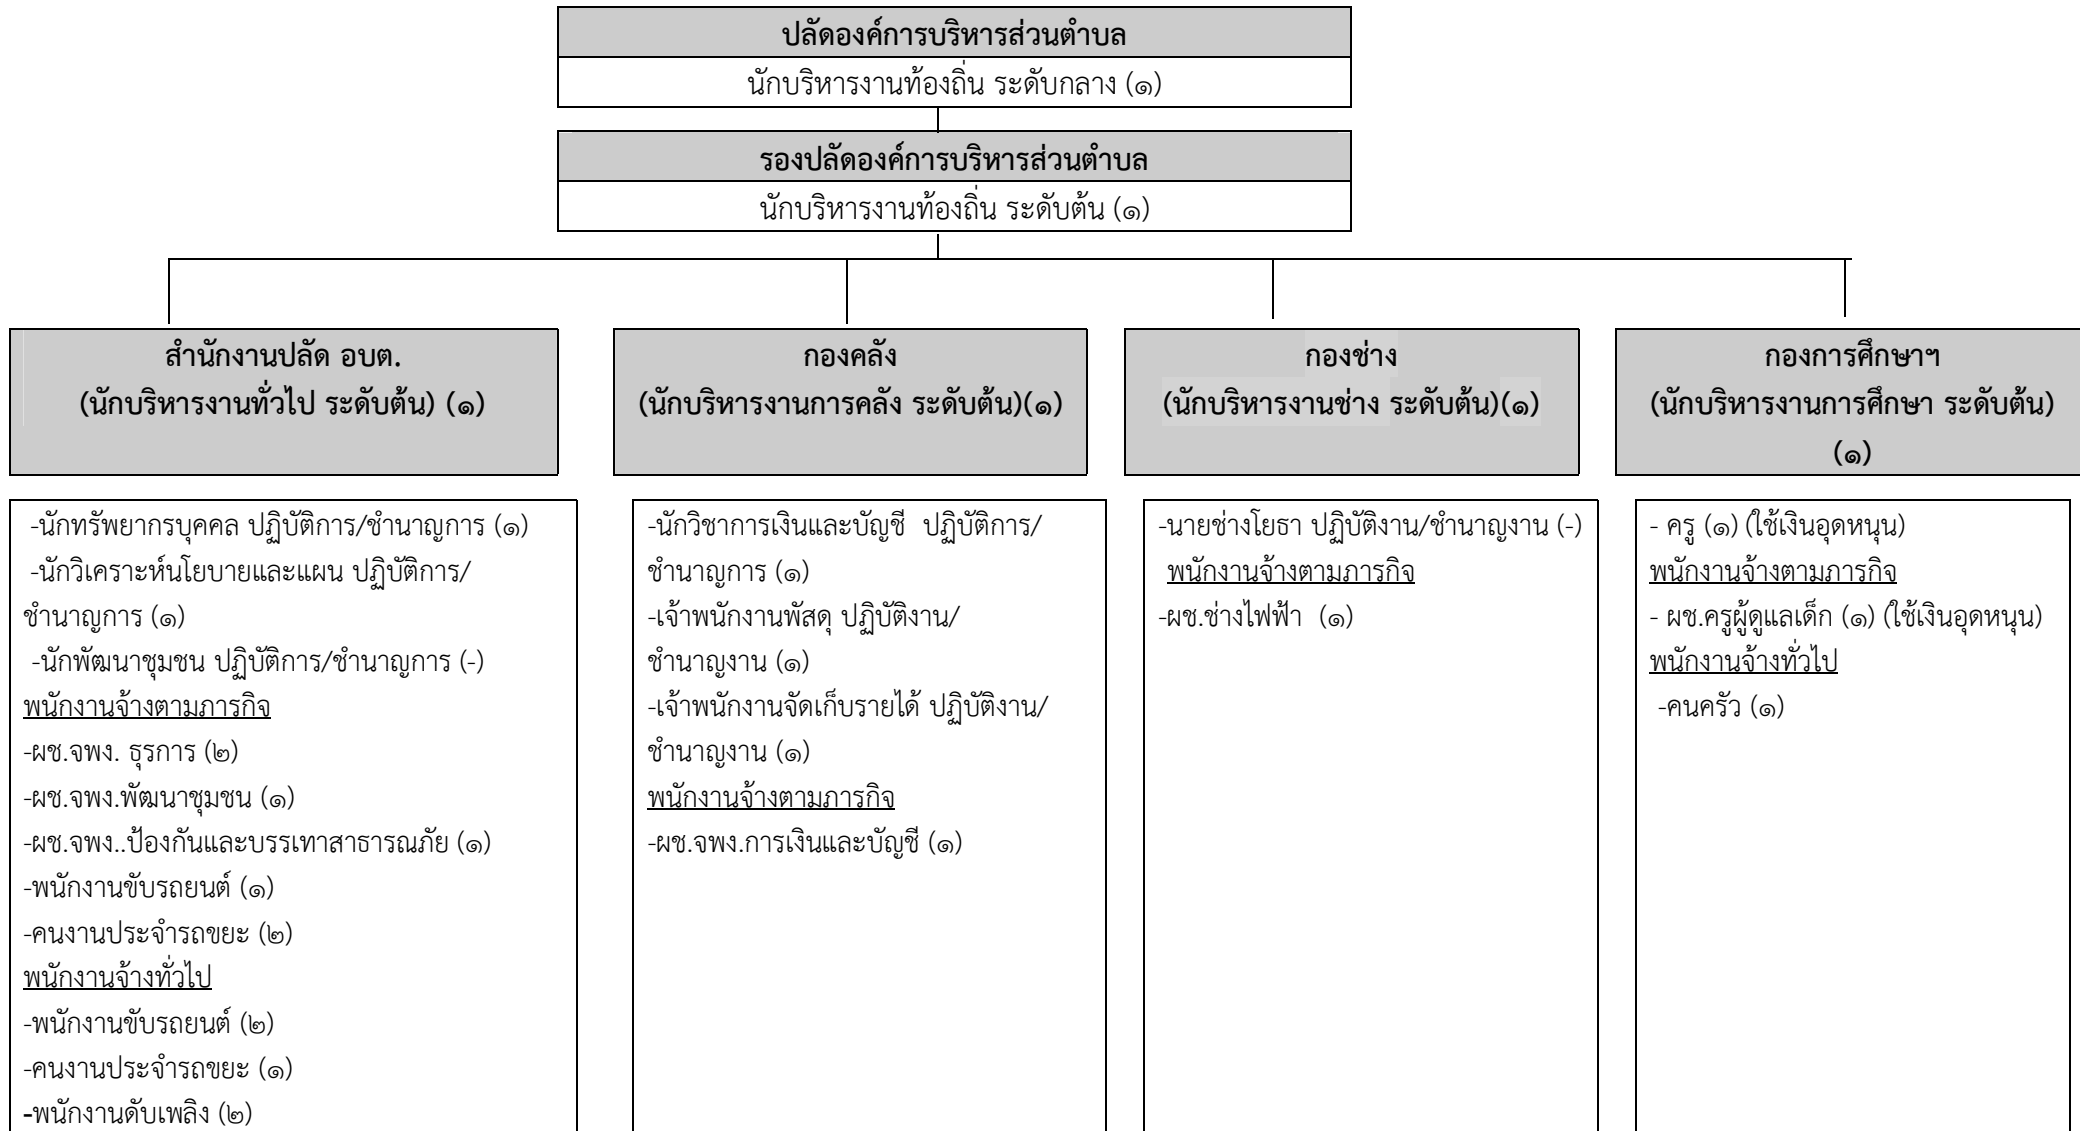 ปลัดองค์การบริหารส่วนตำบล
นักบริหารงานท้องถิ่น ระดับกลาง (๑)
รองปลัดองค์การบริหารส่วนตำบล
นักบริหารงานท้องถิ่น ระดับต้น (๑)
สำนักงานปลัด อบต.
(นักบริหารงานทั่วไป ระดับต้น) (๑)
กองคลัง
(นักบริหารงานการคลัง ระดับต้น)(๑)
กองช่าง
(นักบริหารงานช่าง ระดับต้น)(๑)
กองการศึกษาฯ
(นักบริหารงานการศึกษา ระดับต้น)
(๑)
-นักทรัพยากรบุคคล ปฏิบัติการ/ชำนาญการ (๑)
-นักวิเคราะห์นโยบายและแผน ปฏิบัติการ/
ชำนาญการ (๑)
-นักพัฒนาชุมชน ปฏิบัติการ/ชำนาญการ (-)
พนักงานจ้างตามภารกิจ
-ผช.จพง. ธุรการ (๒)
-ผช.จพง.พัฒนาชุมชน (๑)
-ผช.จพง..ป้องกันและบรรเทาสาธารณภัย (๑)
-พนักงานขับรถยนต์ (๑)
-คนงานประจำรถขยะ (๒)
พนักงานจ้างทั่วไป
-พนักงานขับรถยนต์ (๒)
-คนงานประจำรถขยะ (๑)
-พนักงานดับเพลิง (๒)
-นักวิชาการเงินและบัญชี  ปฏิบัติการ/
ชำนาญการ (๑)
-เจ้าพนักงานพัสดุ ปฏิบัติงาน/
ชำนาญงาน (๑)
-เจ้าพนักงานจัดเก็บรายได้ ปฏิบัติงาน/
ชำนาญงาน (๑)
พนักงานจ้างตามภารกิจ
-ผช.จพง.การเงินและบัญชี (๑)
-นายช่างโยธา ปฏิบัติงาน/ชำนาญงาน (-)
พนักงานจ้างตามภารกิจ
-ผช.ช่างไฟฟ้า  (๑)
- ครู (๑) (ใช้เงินอุดหนุน)
พนักงานจ้างตามภารกิจ
- ผช.ครูผู้ดูแลเด็ก (๑) (ใช้เงินอุดหนุน)
พนักงานจ้างทั่วไป
-คนครัว (๑)